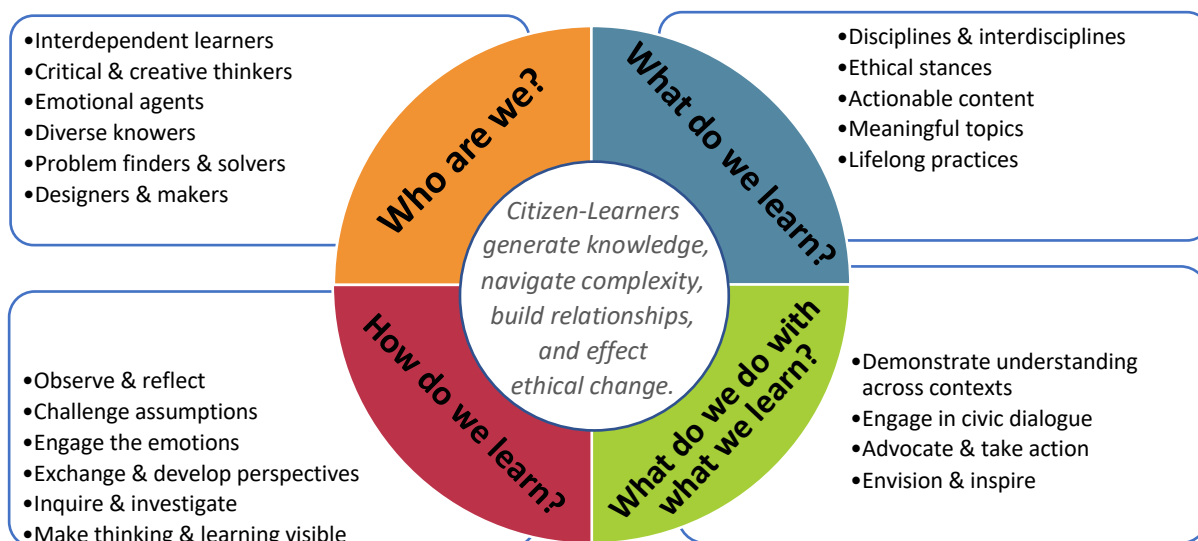 •Interdependent learners
•Critical & creative thinkers
•Emotional agents
•Diverse knowers
•Problem finders & solvers
•Designers & makers
Who are we?
What do we learn?
•Disciplines & interdisciplines
•Ethical stances
•Actionable content
•Meaningful topics
•Lifelong practices
Citizen-Learners
generate knowledge,
navigate complexity,
build relationships,
and effect
ethical change.
•Observe & reflect
•Challenge assumptions
•Engage the emotions
•Exchange & develop perspectives
•Inquire & investigate
•Make thinking & learning visible
How do we learn?
What do we do with
what we learn?
•Demonstrate understanding
across contexts
•Engage in civic dialogue
•Advocate & take action
•Envision & inspire